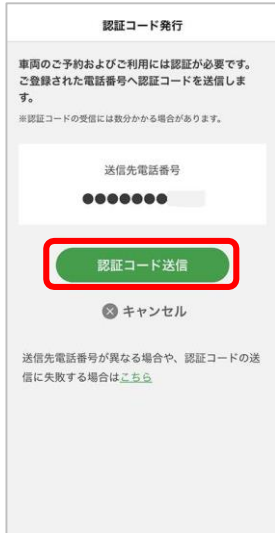 認証コード発行
車両のご予約およびご利用には認証が必要です。
ご登録された電話番号へ認証コードを送信しま
す。
※認証コードの受信には数分かかる場合があります。
送信先電話番号
●●●●●●●
認証コード送信
キャンセル
送信先電話番号が異なる場合や、認証コードの送
信に失敗する場合はこちら